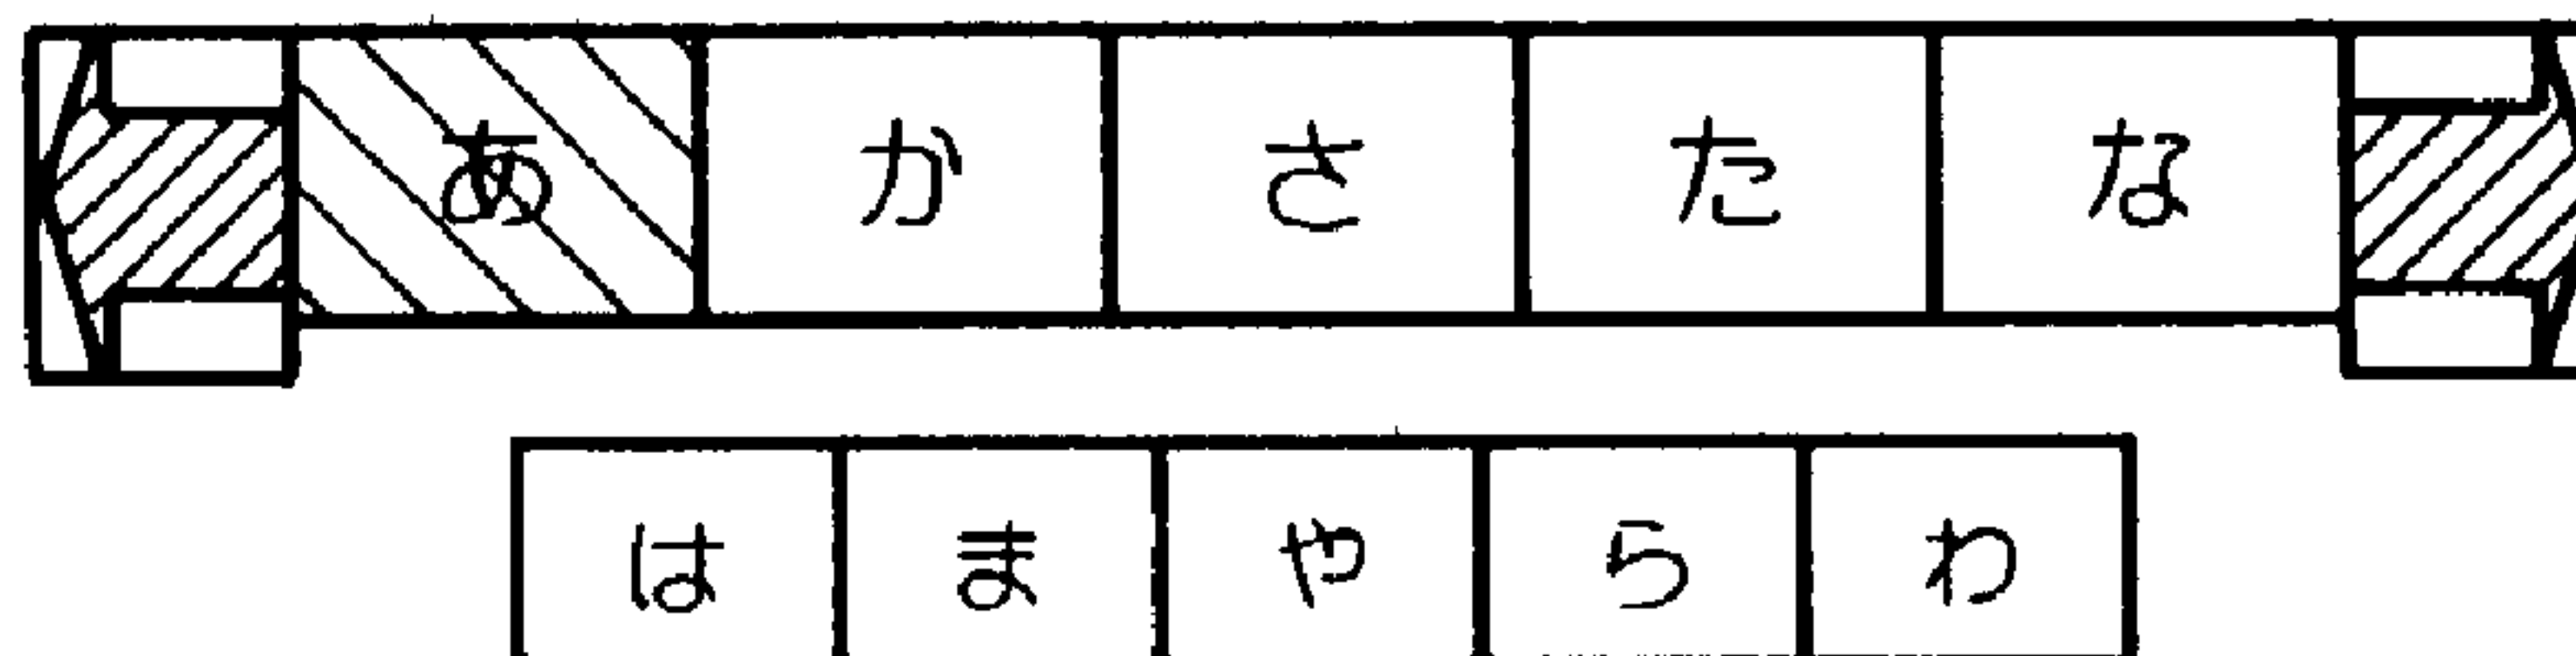 あ か さ た な
は ま や ら わ